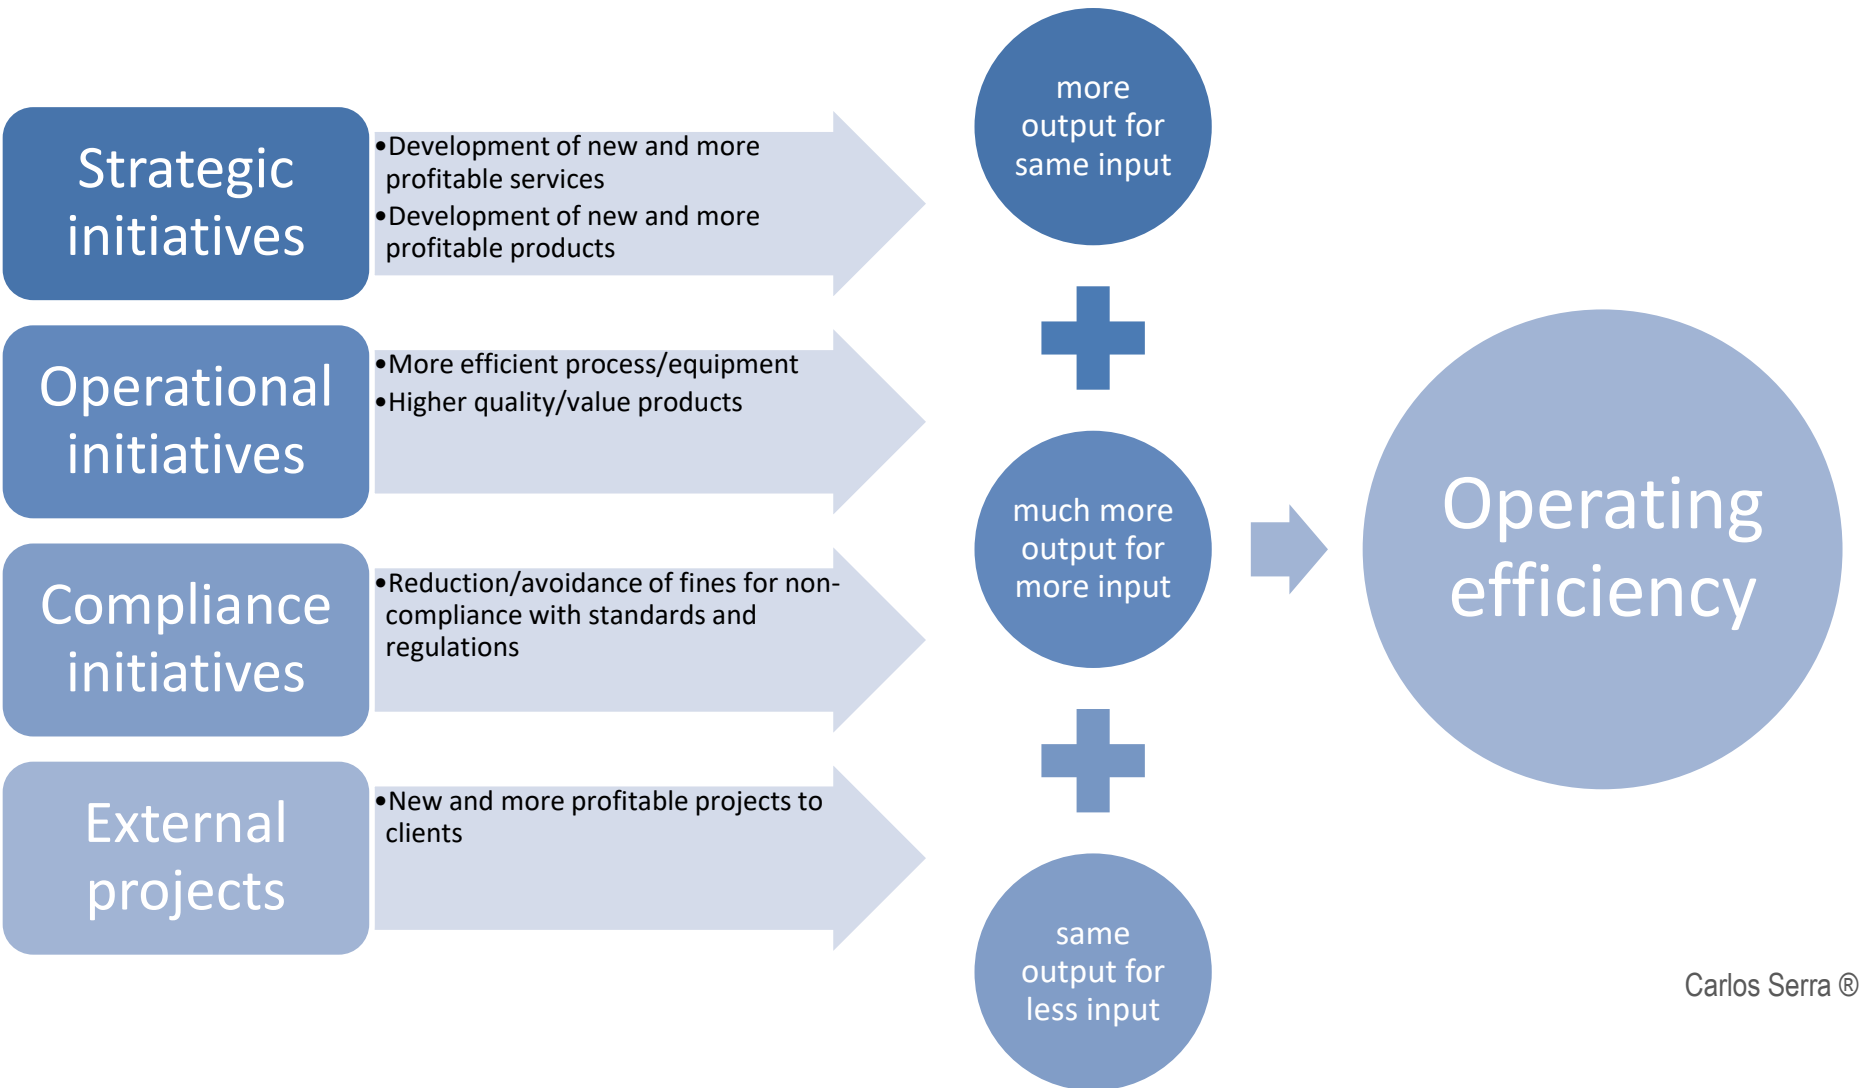 Strategic
initiatives
•Development of new and more
profitable services
•Development of new and more
profitable products
Operational
initiatives
•More efficient process/equipment
•Higher quality/value products
Compliance
initiatives
•Reduction/avoidance of fines for non-
compliance with standards and
regulations
External
projects
•New and more profitable projects to
clients
more
output for
same input
much more
output for
more input
same
output for
less input
Operating
efficiency
Carlos Serra ®